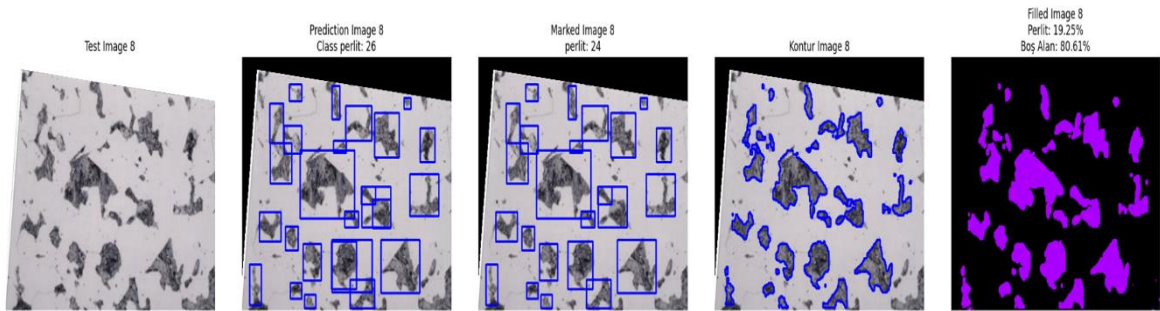 Test Image 8
Prediction Image 8
Class perlit: 26
Marked Image 8
perlit: 24
Kontur Image 8
Filled Image 8
Perlit: 19.25%
Boş Alan: 80.61%